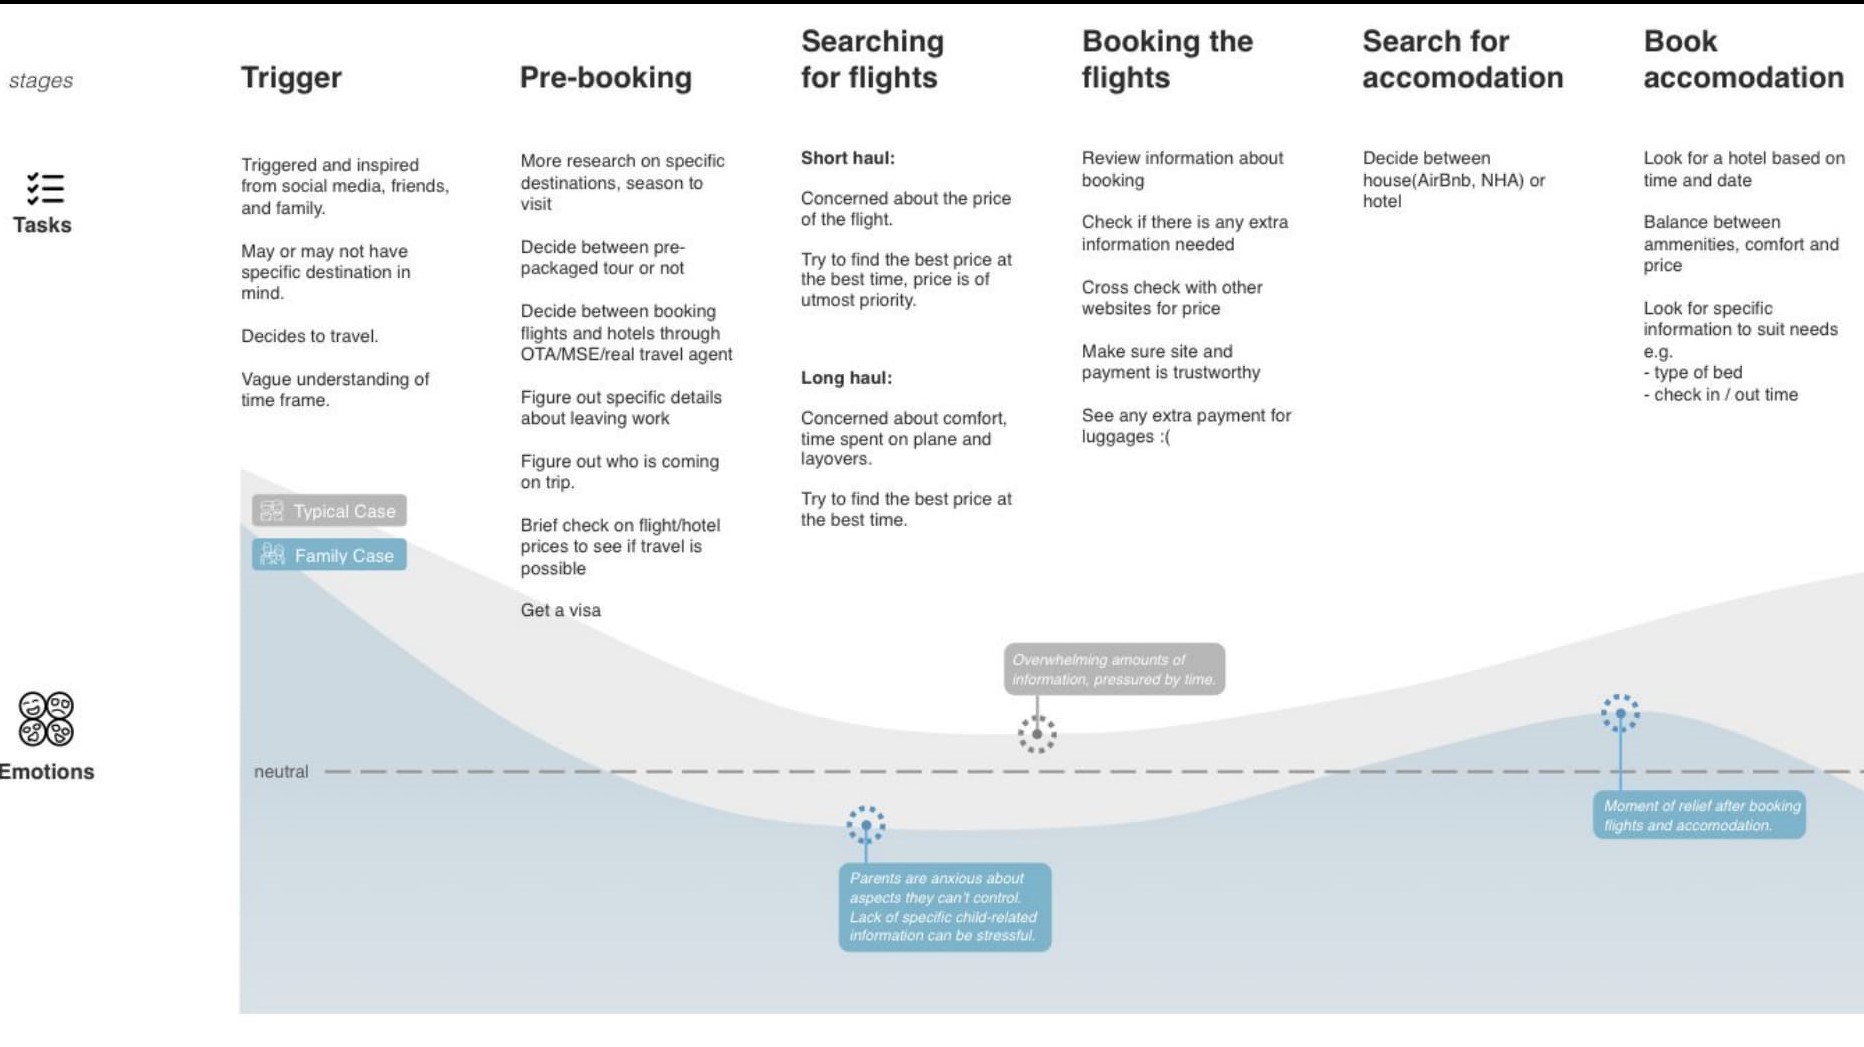 stages
Trigger
Pre-booking
Searching
for flights
Booking the
flights
Search for
accomodation
Book
accomodation
Tasks
Triggered and inspired
from social media, friends,
and family.
May or may not have
specific destination in
mind.
Decides to travel.
Vague understanding of
time frame.
More research on specific
destinations, season to
visit
Decide between pre-
packaged tour or not
Decide between booking
flights and hotels through
OTA/MSE/real travel agent
Figure out specific details
about leaving work
Figure out who is coming
on trip.
Brief check on flight/hotel
prices to see if travel is
possible
Get a visa
Short haul:
Concerned about the price
of the flight.
Try to find the best price at
the best time, price is of
utmost priority.
Long haul:
Concerned about comfort,
time spent on plane and
layovers.
Try to find the best price at
the best time.
Review information about
booking
Check if there is any extra
information needed
Cross check with other
websites for price
Make sure site and
payment is trustworthy
See any extra payment for
luggages :(
Decide between
house(AirBnb, NHA) or
hotel
Look for a hotel based on
time and date
Balance between
ammenities, comfort and
price
Look for specific
information to suit needs
e.g.
- type of bed
- check in / out time
Typical Case
Family Case
Emotions
neutral
Overwhelming amounts of
information, pressured by time.
Parents are anxious about
aspects they can't control.
Lack of specific child-related
information can be stressful.
Moment of relief after booking
flights and accomodation.